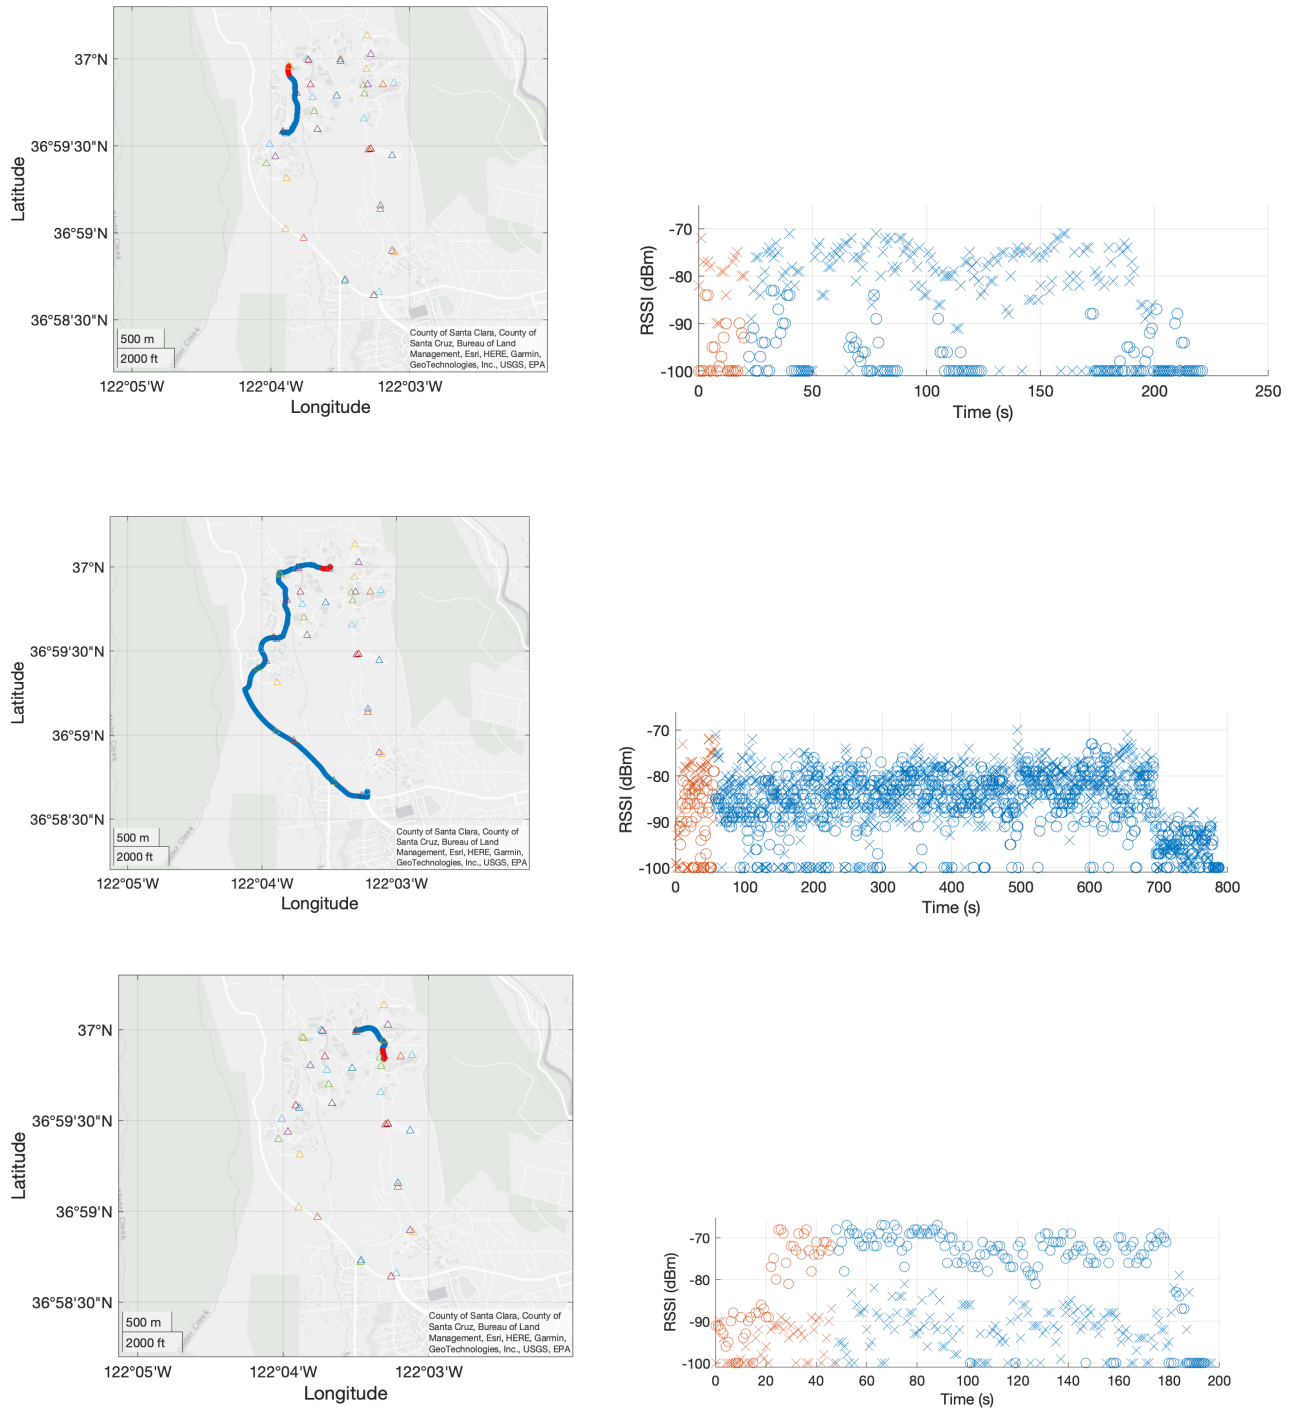 37°N
36°59'30"N
36°59'N
36°58'30"N
Latitude
500 m
2000 ft
County of Santa Clara, County of
Santa Cruz, Bureau of Land
Management, Esri, HERE, Garmin,
GeoTechnologies, Inc., USGS, EPA
122°05'W
122°04'W
122°03'W
Longitude
-70
-80
-90
-100
RSSI (dBm)
0
50
100
150
200
250
Time (s)
37°N
36°59'30"N
36°59'N
36°58'30"N
Latitude
500 m
2000 ft
County of Santa Clara, County of
Santa Cruz, Bureau of Land
Management, Esri, HERE, Garmin,
GeoTechnologies, Inc., USGS, EPA
122°05'W
122°04'W
122°03'W
Longitude
-70
-80
-90
-100
RSSI (dBm)
0
100
200
300
400
500
600
700
800
Time (s)
37°N
36°59'30"N
36°59'N
36°58'30"N
Latitude
500 m
2000 ft
County of Santa Clara, County of
Santa Cruz, Bureau of Land
Management, Esri, HERE, Garmin,
GeoTechnologies, Inc., USGS, EPA
122°05'W
122°04'W
122°03'W
Longitude
-70
-80
-90
-100
RSSI (dBm)
0
20
40
60
80
100
120
140
160
180
200
Time (s)